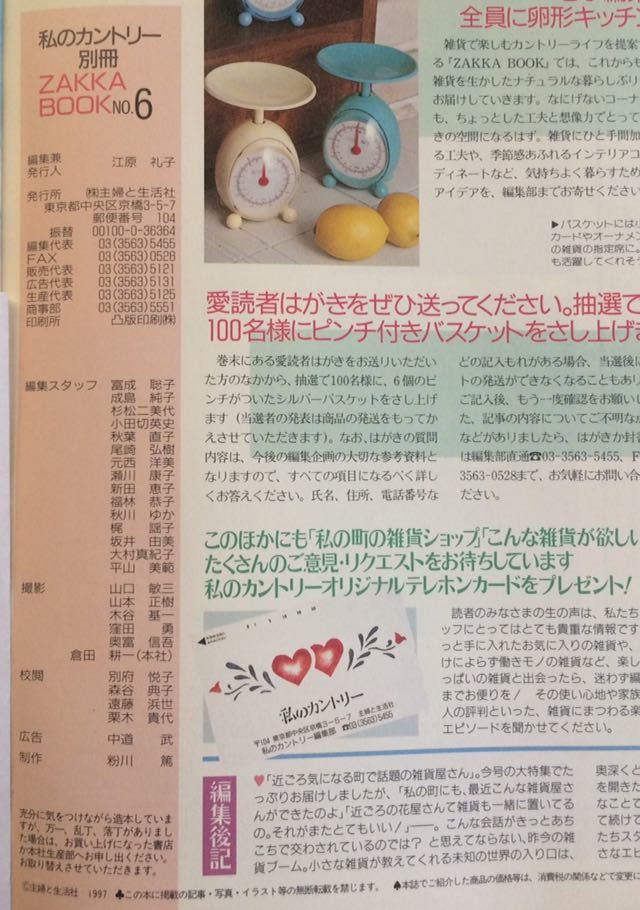 私のカントリー
別冊
ZAKKA
BOOK NO.6
編集兼
発行人 江原 礼子
発行所 ㈱主婦と生活社
東京都中央区京橋3-5-7
郵便番号 104
振替 00100-0-36364
編集代表 03(3563)5455
FAX 03(3563)0528
販売代表 03(3563)5121
広告代表 03(3563)5131
生産代表 03(3563)5125
商事部 03(3563)5551
印刷所 凸版印刷㈱
編集スタッフ 富成 聡子
成島 純子
杉松二美代
小田切英史
秋葉 直子
尾崎 弘樹
元西 洋美
瀬川 康子
新田 恵子
福林 恭子
秋川 ゆか
梶 謡子
坂井 由美
大村真紀子
平山 美範
撮影 山口 敏三
山本 正樹
木谷 基一
窪田 勇
奥富 信吾
倉田 耕一(本社)
校閲 別府 悦子
森谷 典子
遠藤 浜世
栗木 貴代
広告 中道 武
制作 粉川 篤
充分に気をつけながら造本していま
すが、万一、乱丁、落丁がありまし
た場合は、お買い上げになった書店
か本社生産部へお申し出ください。
お取り替えさせていただきます。
©主婦と生活社 1997 ♣この本に掲載の記事・写真・イラスト等の無断転載を禁じます。
♠本誌でご紹介した商品の価格等は、消費税の関係などで変更に
全員に卵形キッチ
雑貨で楽しむカントリーライフを提案す
る『ZAKKA BOOK』では、これからも
雑貨を生かしたナチュラルな暮らしぶり
お届けしていきます。なにげないコーナ
も、ちょっとした工夫と想像力でとって
きの空間になるはず。雑貨にひと手間加
る工夫や、季節感あふれるインテリアコ
ディネートなど、気持ちよく暮らすため
アイデアを、編集部までお寄せください
▶バスケットには
カードやオーナメン
の雑貨の指定席に。
も活躍してくれそう
愛読者はがきをぜひ送ってください。抽選で
100名様にピンチ付きバスケットをさし上げま
巻末にある愛読者はがきをお送りいただい
た方のなかから、抽選で100名様に、6個のピ
ンチがついたシルバーバスケットをさし上げ
ます(当選者の発表は商品の発送をもってか
えさせていただきます)。なお、はがきの質問
内容は、今後の編集企画の大切な参考資料と
なりますので、すべての項目になるべく詳し
くお答えください。氏名、住所、電話番号な
どの記入もれがある場合、当選後に
トの発送ができなくなることもあり
ご記入後、もう一度確認をお願いし
た、記事の内容についてご不明な点
などがありましたら、はがきか封書
は編集部直通☎03-3563-5455、F
3563-0528まで、お気軽にお問い合
ださい。
このほかにも「私の町の雑貨ショップ」「こんな雑貨が欲しい
たくさんのご意見・リクエストをお待ちしています
私のカントリーオリジナルテレホンカードをプレゼント!
私のカントリー
〒104 東京都中央区京橋3-5-7 主婦と生活社
私のカントリー編集部 ☎03(3563)5455
読者のみなさまの生の声は、私たち
ッフにとってはとても貴重な情報です
っと手に入れたお気に入りの雑貨や、
けによらず働きモノの雑貨など、楽し
っぱいの雑貨と出会ったら、迷わず編
までお便りを! その使い心地や家族
人の評判といった、雑貨にまつわる楽
エピソードを聞かせてください。
編集後記
♥「近ごろ気になる町で話題の雑貨屋さん」。今号の大特集でた
っぷりお届けしましたが、「私の町にも、最近こんな雑貨屋さ
んができたのよ」「近ごろの花屋さんて雑貨も一緒に置いてる
の。それがまたとてもいい♪」──。こんな会話がきっとあち
こちで交わされているのでは? と思えてならない、昨今の雑
貨ブーム。小さな雑貨が教えてくれる未知の世界の入り口は、
奥深くと
を開きた
なことが
て続けて
たちスタ
さなエピ